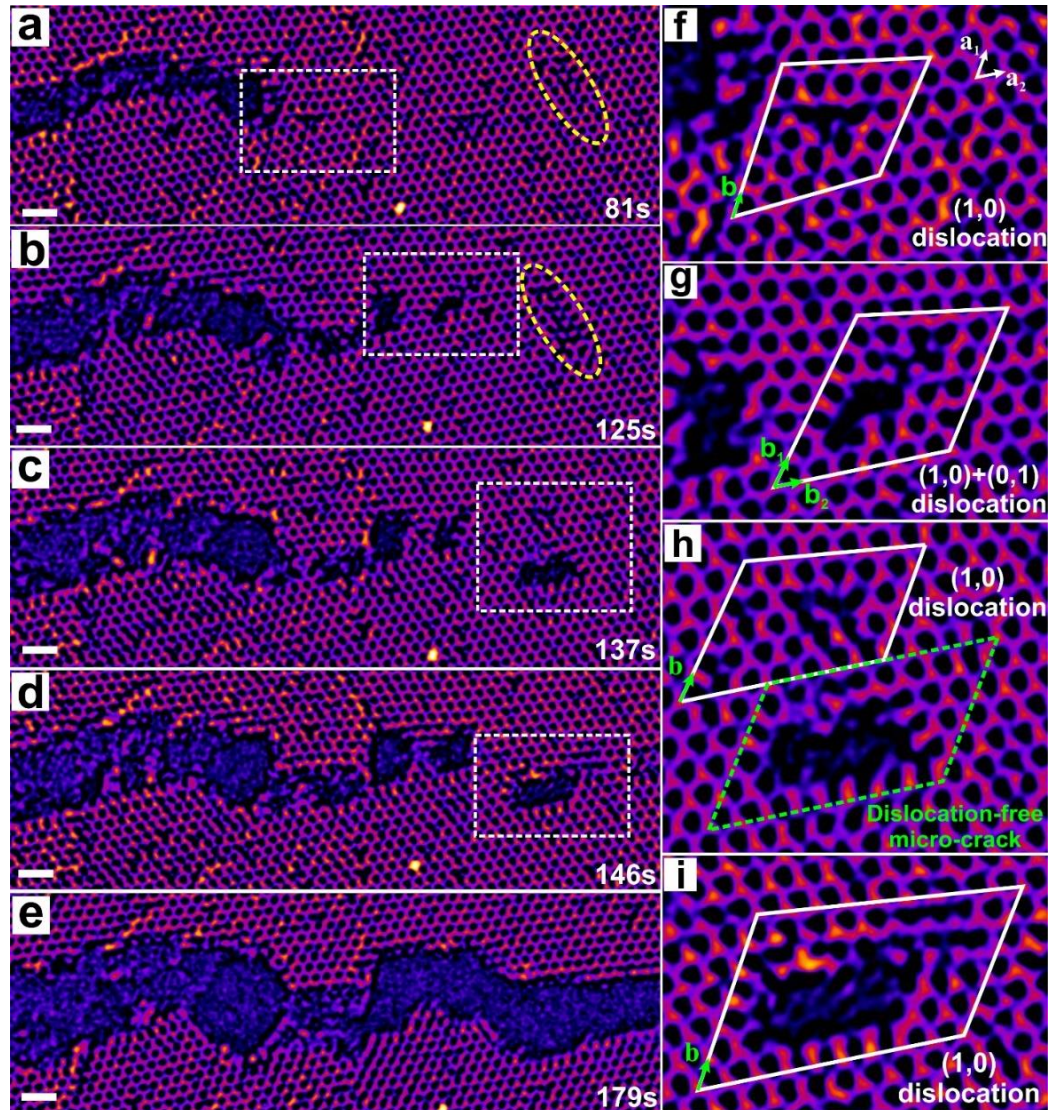 a
81s
b
125s
c
137s
d
146s
e
179s
f
a1
a2
b
(1,0)
dislocation
g
b1
b2
(1,0)+(0,1)
dislocation
h
(1,0)
dislocation
b
Dislocation-free
micro-crack
i
b
(1,0)
dislocation